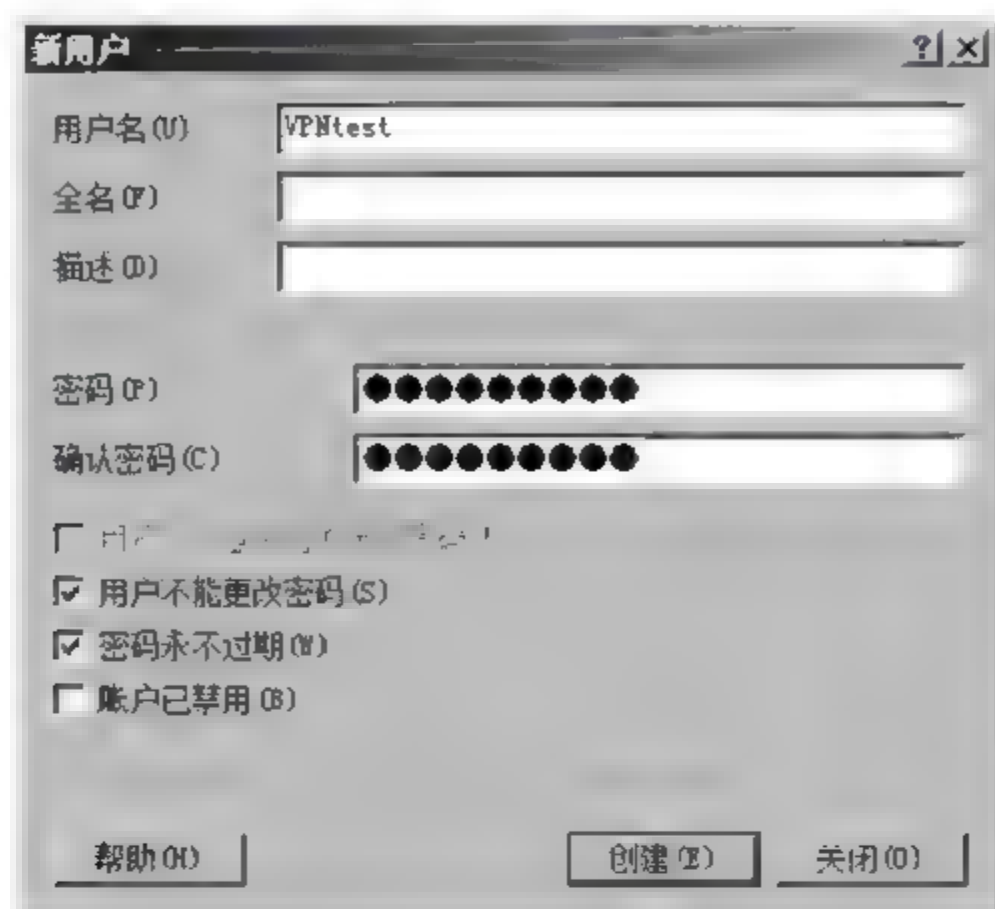 新用户
用户名(U) VPNtest
全名(F)
描述(D)
密码(P) ●●●●●●●●●
确认密码(C) ●●●●●●●●●
用户不能更改密码(S)
密码永不过期(W)
账户已禁用(B)
帮助(H) 创建(E) 关闭(O)